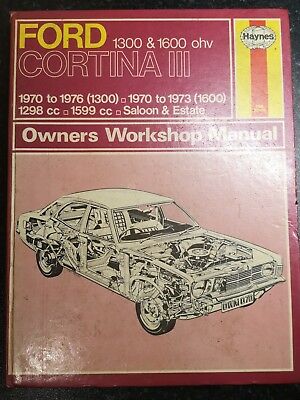 FORD 1300 & 1600 ohv
Haynes
CORTINA III
1970 to 1976 (1300) ▫ 1970 to 1973 (1600)
1298 cc ▫ 1599 cc ▫ Saloon & Estate
Owners Workshop Manual